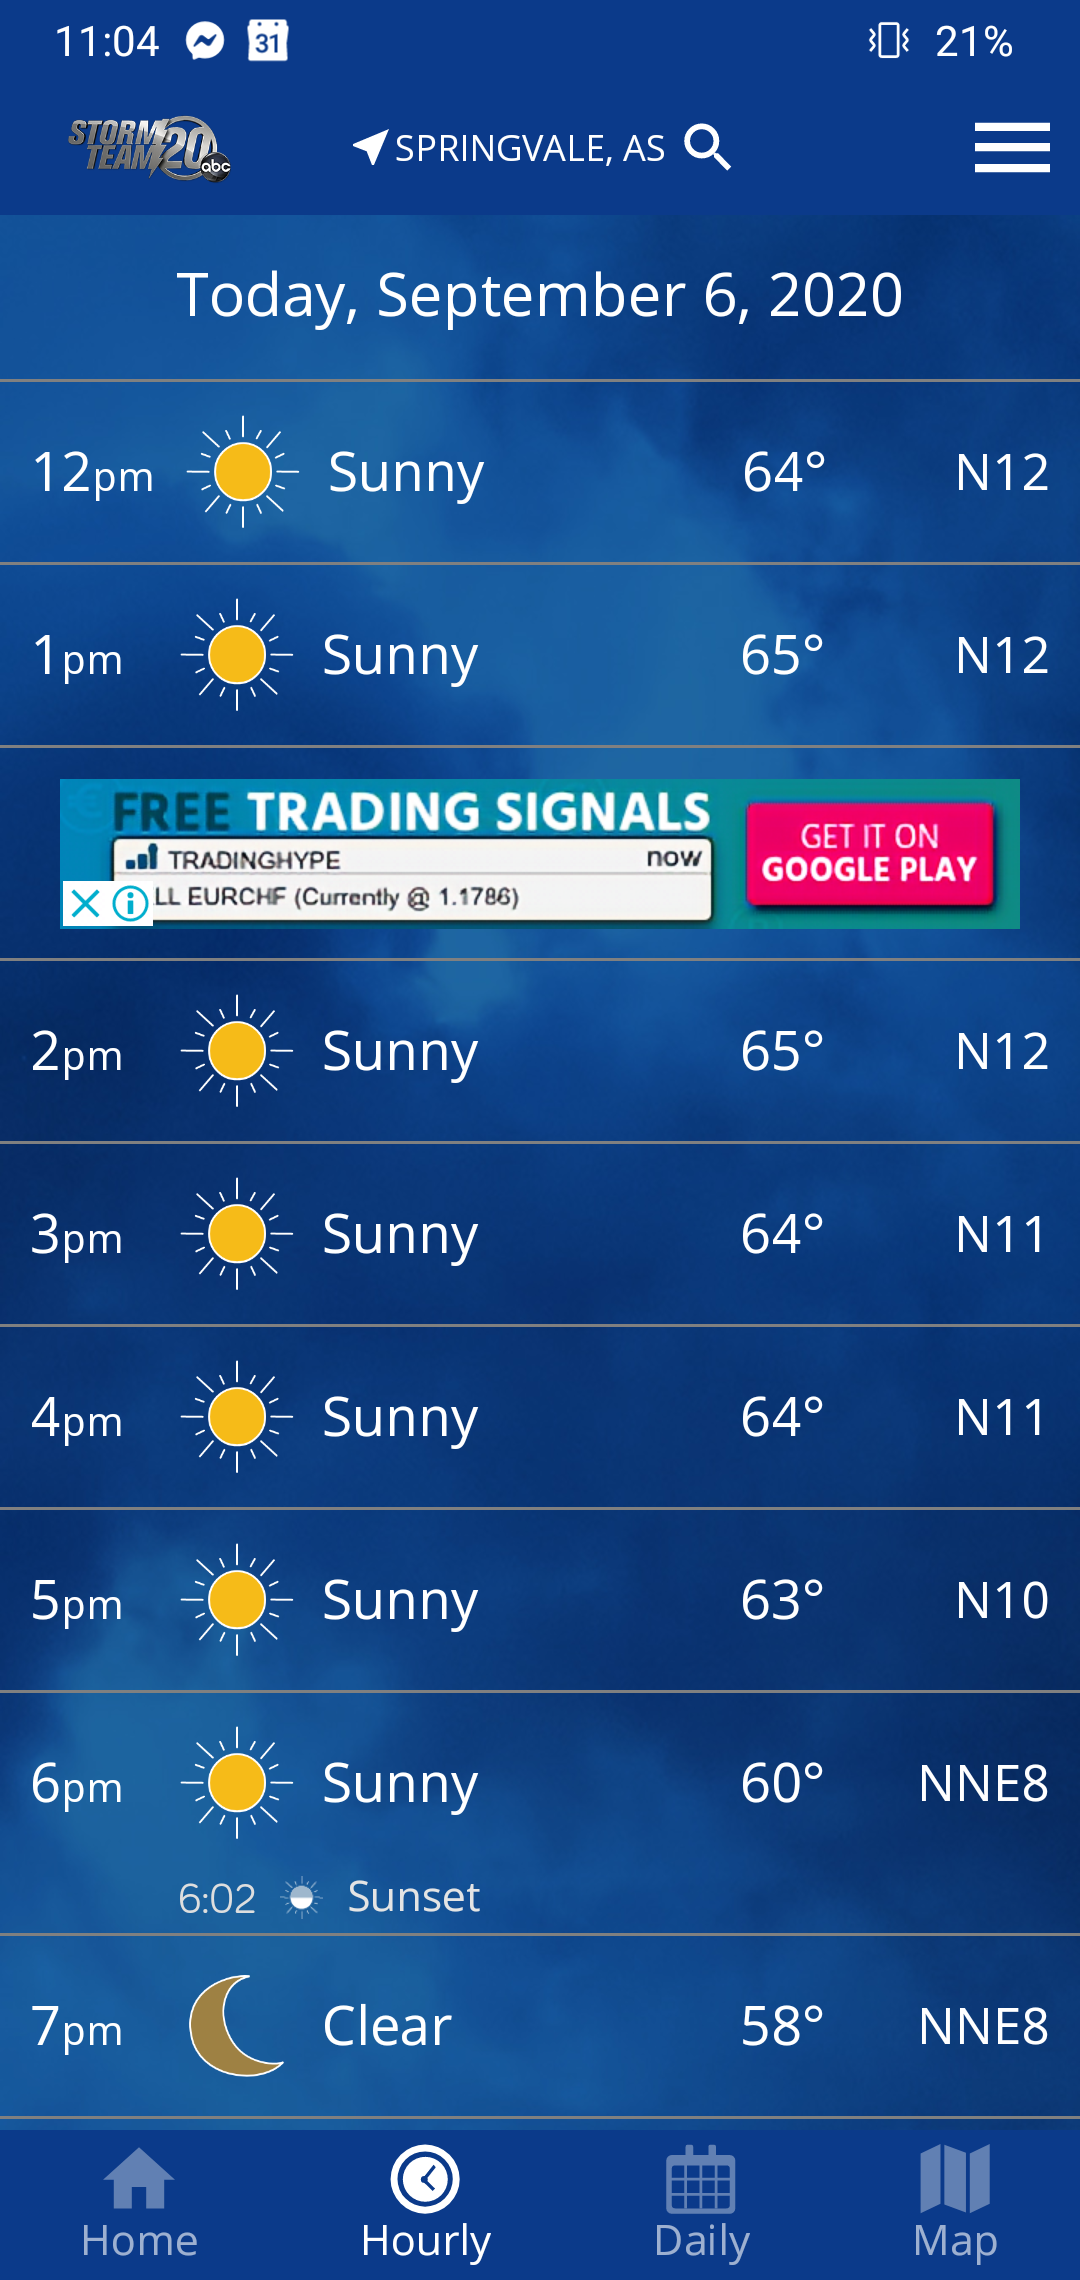 11:04 31 21%
STORM TEAM 20 abc SPRINGVALE, AS
Today, September 6, 2020
12pm Sunny 64° N12
1pm Sunny 65° N12
FREE TRADING SIGNALS
TRADINGHYPE now
LL EURCHF (Currently @ 1.1786)
GET IT ON
GOOGLE PLAY
2pm Sunny 65° N12
3pm Sunny 64° N11
4pm Sunny 64° N11
5pm Sunny 63° N10
6pm Sunny 60° NNE8
6:02 Sunset
7pm Clear 58° NNE8
Home Hourly Daily Map